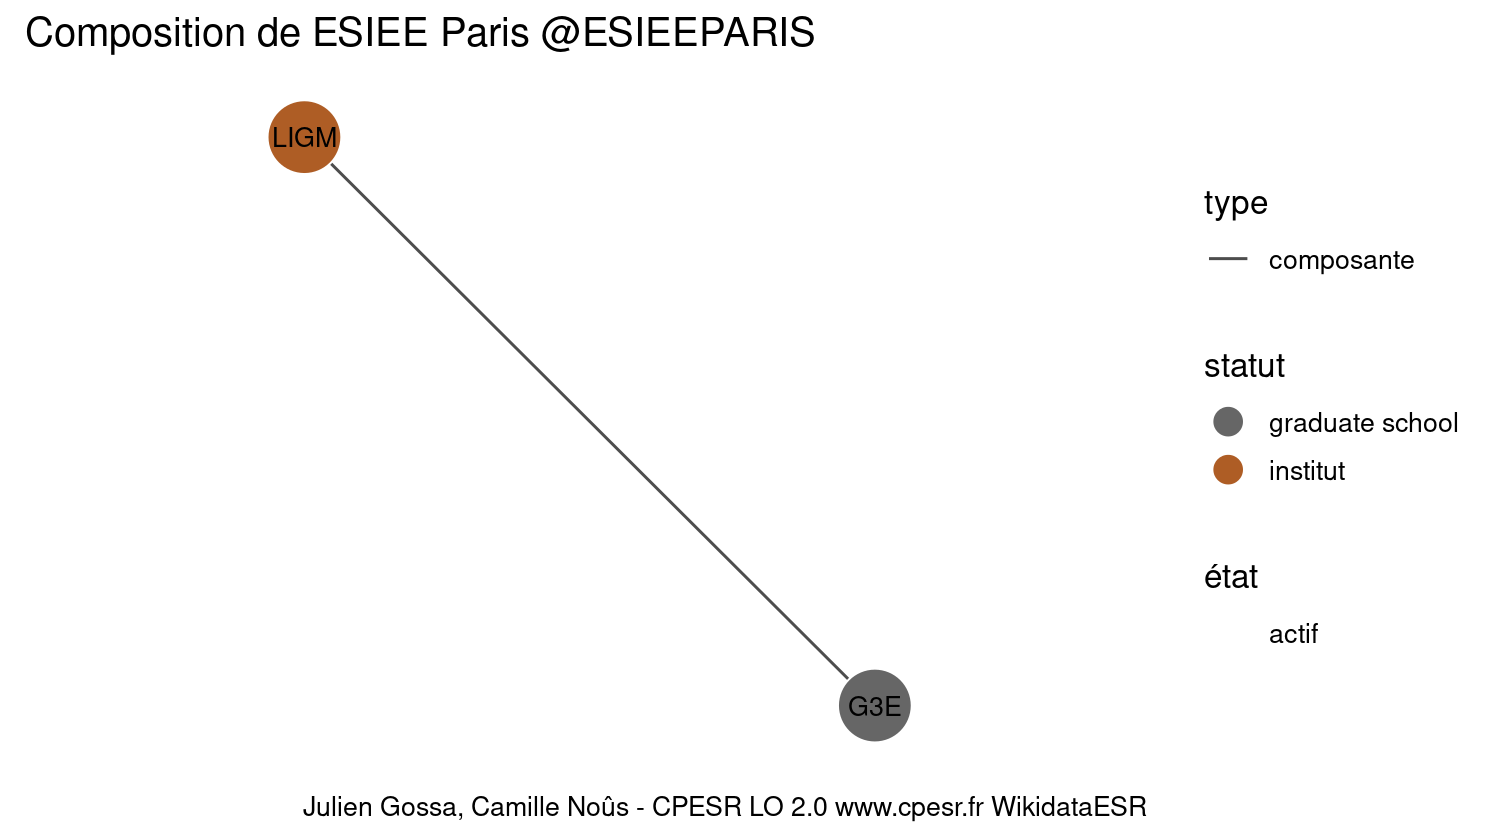 Composition de ESIEE Paris @ESIEEPARIS
LIGM
G3E
type
composante
statut
graduate school
institut
état
actif
Julien Gossa, Camille Noûs - CPESR LO 2.0 www.cpesr.fr WikidataESR